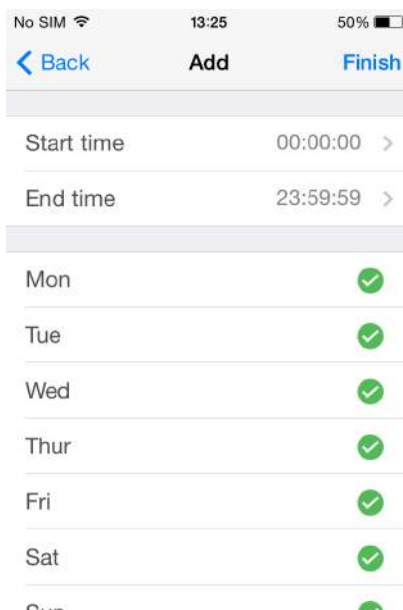 No SIM 13:25 50%
Back Add Finish
Start time 00:00:00
End time 23:59:59
Mon
Tue
Wed
Thur
Fri
Sat
Sun